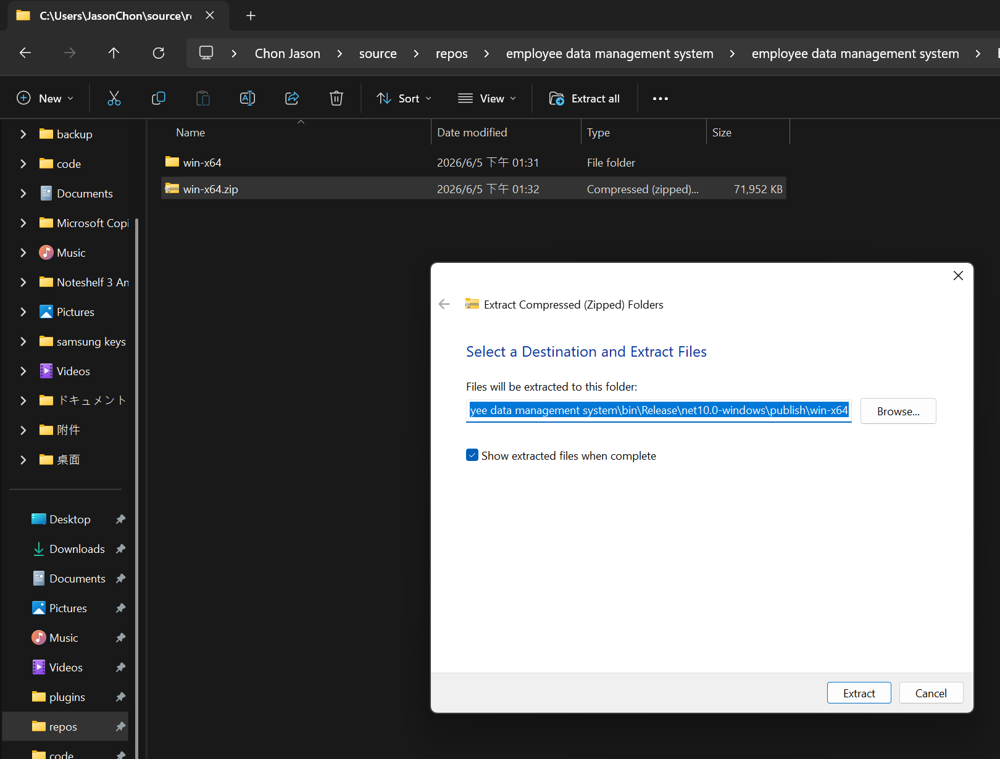 C:\Users\JasonChon\source\r
Chon Jason
source
repos
employee data management system
employee data management system
New
Sort
View
Extract all
Name
Date modified
Type
Size
win-x64
2026/6/5 下午 01:31
File folder
win-x64.zip
2026/6/5 下午 01:32
Compressed (zipped)...
71,952 KB
backup
code
Documents
Microsoft Copi
Music
Noteshelf 3 An
Pictures
samsung keys
Videos
ドキュメント
附件
桌面
Desktop
Downloads
Documents
Pictures
Music
Videos
plugins
repos
code
Extract Compressed (Zipped) Folders
Select a Destination and Extract Files
Files will be extracted to this folder:
yee data management system\bin\Release\net10.0-windows\publish\win-x64
Browse...
Show extracted files when complete
Extract
Cancel